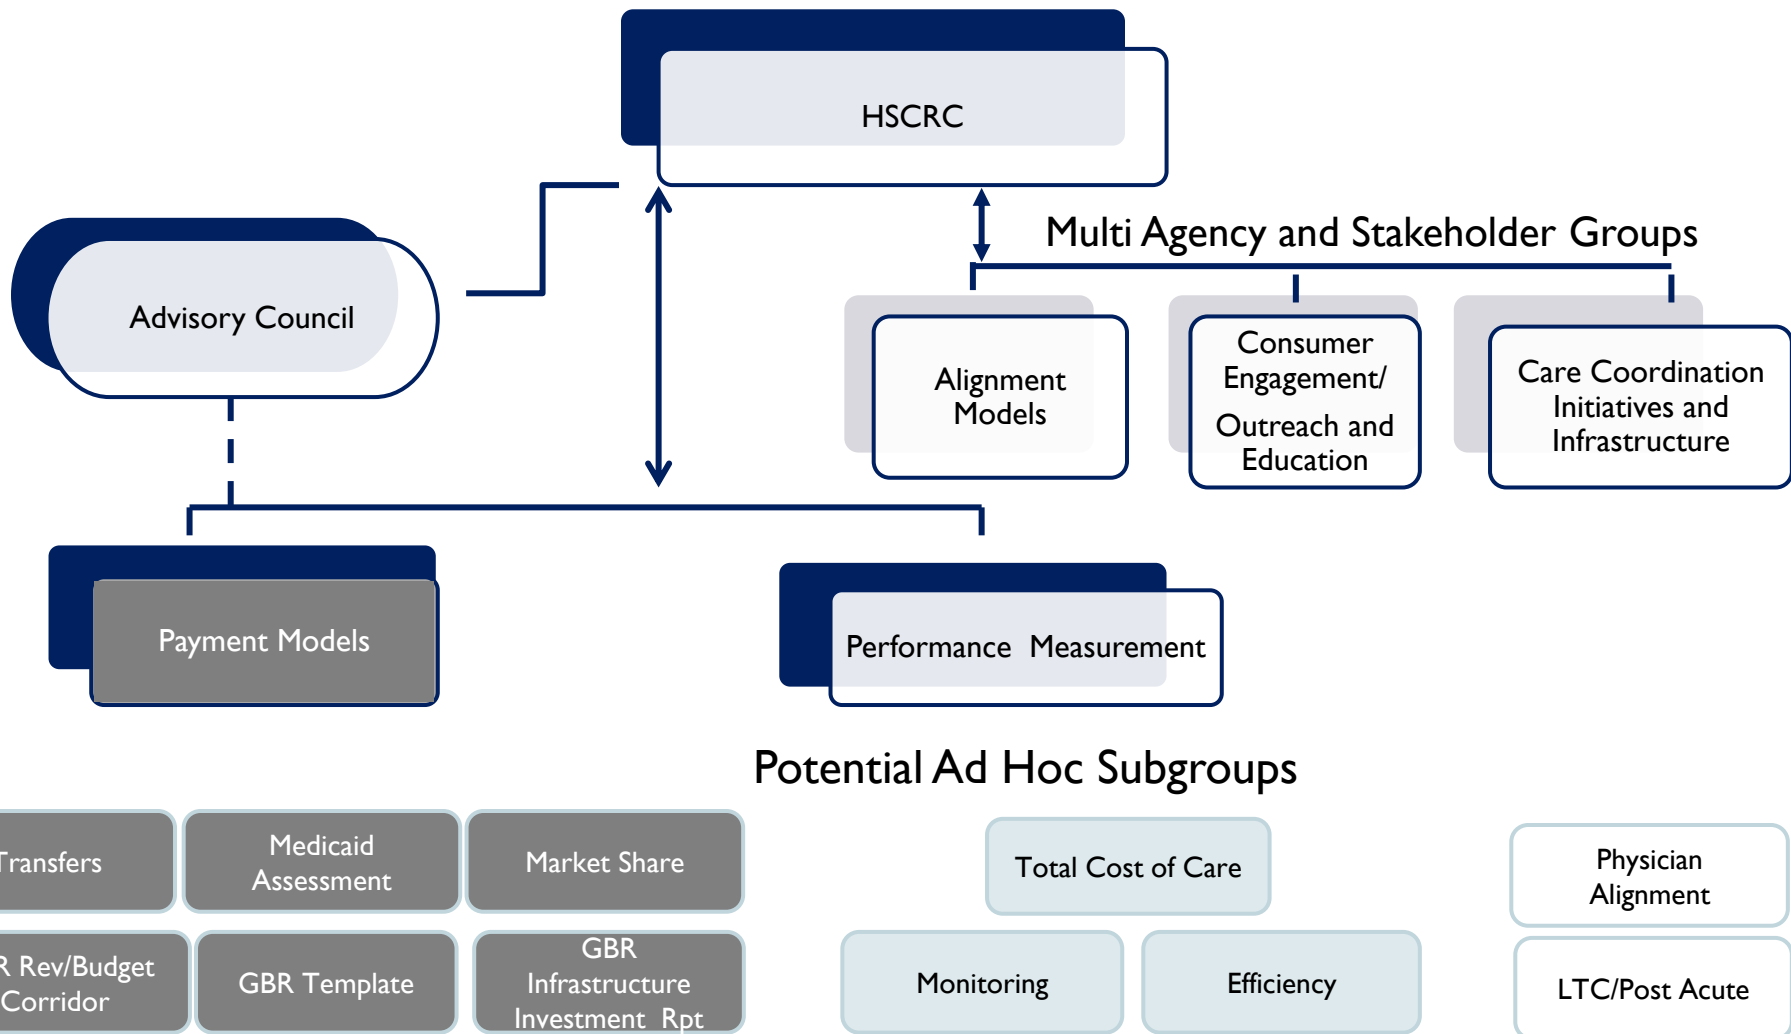 HSCRC
Multi Agency and Stakeholder Groups
Advisory Council
Alignment
Models
Consumer
Engagement/
Outreach and
Education
Care Coordination
Initiatives and
Infrastructure
Payment Models
Performance Measurement
Potential Ad Hoc Subgroups
Transfers
Medicaid
Assessment
Market Share
Total Cost of Care
Physician
Alignment
R Rev/Budget
Corridor
GBR Template
GBR
Infrastructure
Investment Rpt
Monitoring
Efficiency
LTC/Post Acute